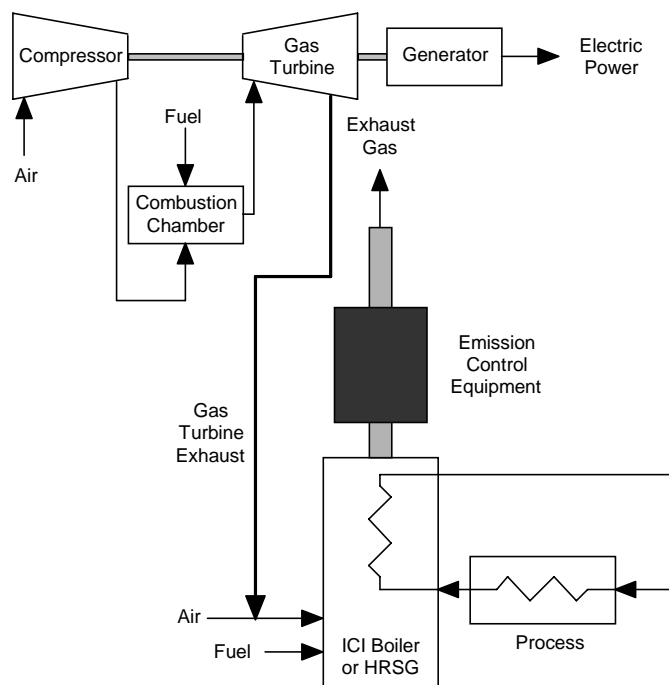 Compressor
Gas
Turbine
Generator
Electric
Power
Air
Fuel
Combustion
Chamber
Exhaust
Gas
Emission
Control
Equipment
Gas
Turbine
Exhaust
Air
Fuel
ICI Boiler
or HRSG
Process